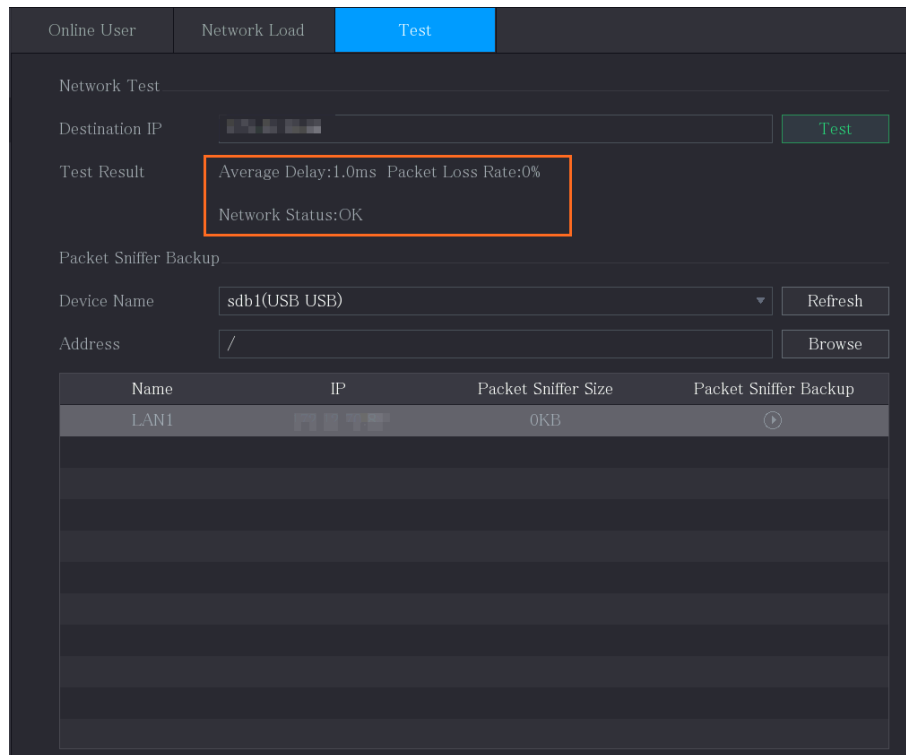 Online User Network Load Test
Network Test
Destination IP Test
Test Result Average Delay:1.0ms Packet Loss Rate:0%
Network Status:OK
Packet Sniffer Backup
Device Name sdb1(USB USB) Refresh
Address / Browse
Name IP Packet Sniffer Size Packet Sniffer Backup
LAN1 0KB